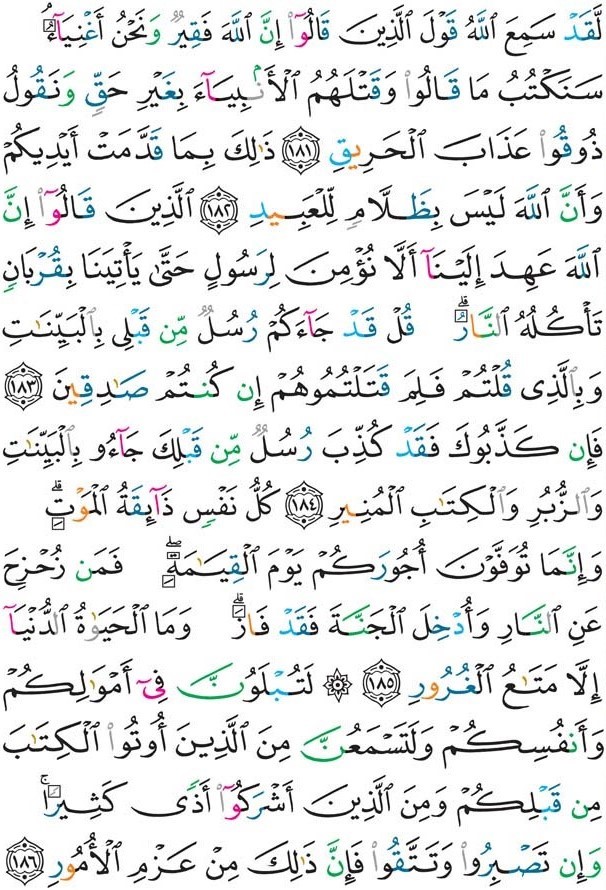 لَّقَدْ سَمِعَ ٱللَّهُ قَوْلَ ٱلَّذِينَ قَالُوٓا۟ إِنَّ ٱللَّهَ فَقِيرٌ وَنَحْنُ أَغْنِيَآءُ ۘ
سَنَكْتُبُ مَا قَالُوا۟ وَقَتْلَهُمُ ٱلْأَنۢبِيَآءَ بِغَيْرِ حَقٍّ وَنَقُولُ
ذُوقُوا۟ عَذَابَ ٱلْحَرِيقِ ١٨١ ذَٰلِكَ بِمَا قَدَّمَتْ أَيْدِيكُمْ
وَأَنَّ ٱللَّهَ لَيْسَ بِظَلَّامٍ لِّلْعَبِيدِ ١٨٢ ٱلَّذِينَ قَالُوٓا۟ إِنَّ
ٱللَّهَ عَهِدَ إِلَيْنَآ أَلَّا نُؤْمِنَ لِرَسُولٍ حَتَّىٰ يَأْتِيَنَا بِقُرْبَانٍ
تَأْكُلُهُ ٱلنَّارُ ۗ قُلْ قَدْ جَآءَكُمْ رُسُلٌ مِّن قَبْلِى بِٱلْبَيِّنَٰتِ
وَبِٱلَّذِى قُلْتُمْ فَلِمَ قَتَلْتُمُوهُمْ إِن كُنتُمْ صَٰدِقِينَ ١٨٣
فَإِن كَذَّبُوكَ فَقَدْ كُذِّبَ رُسُلٌ مِّن قَبْلِكَ جَآءُو بِٱلْبَيِّنَٰتِ
وَٱلزُّبُرِ وَٱلْكِتَٰبِ ٱلْمُنِيرِ ١٨٤ كُلُّ نَفْسٍ ذَآئِقَةُ ٱلْمَوْتِ ۗ
وَإِنَّمَا تُوَفَّوْنَ أُجُورَكُمْ يَوْمَ ٱلْقِيَٰمَةِ ۖ فَمَن زُحْزِحَ
عَنِ ٱلنَّارِ وَأُدْخِلَ ٱلْجَنَّةَ فَقَدْ فَازَ ۗ وَمَا ٱلْحَيَوٰةُ ٱلدُّنْيَآ
إِلَّا مَتَٰعُ ٱلْغُرُورِ ١٨٥ ۞ لَتُبْلَوُنَّ فِىٓ أَمْوَٰلِكُمْ
وَأَنفُسِكُمْ وَلَتَسْمَعُنَّ مِنَ ٱلَّذِينَ أُوتُوا۟ ٱلْكِتَٰبَ
مِن قَبْلِكُمْ وَمِنَ ٱلَّذِينَ أَشْرَكُوٓا۟ أَذًى كَثِيرًا ۚ
وَإِن تَصْبِرُوا۟ وَتَتَّقُوا۟ فَإِنَّ ذَٰلِكَ مِنْ عَزْمِ ٱلْأُمُورِ ١٨٦